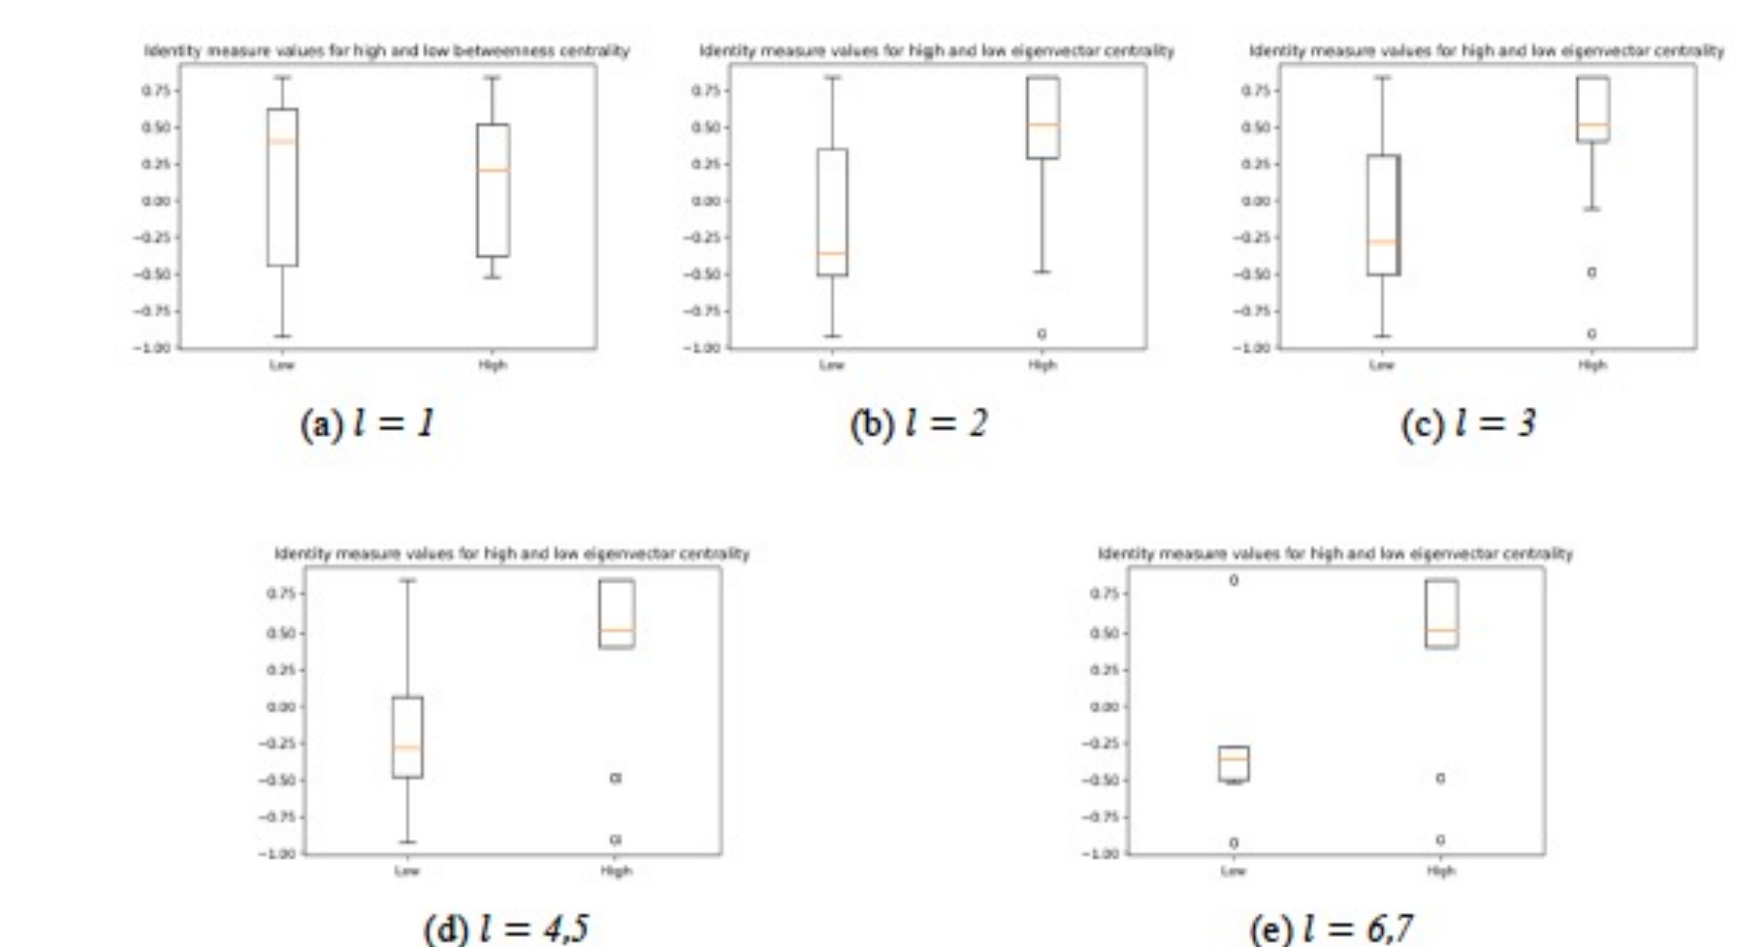 Identity measure values for high and low betweenness centrality
0.75
0.50
0.25
0.00
−0.25
−0.50
−0.75
−1.00
Low High
(a) l = 1
Identity measure values for high and low eigenvector centrality
0.75
0.50
0.25
0.00
−0.25
−0.50
−0.75
−1.00
Low High
(b) l = 2
Identity measure values for high and low eigenvector centrality
0.75
0.50
0.25
0.00
−0.25
−0.50
−0.75
−1.00
Low High
(c) l = 3
Identity measure values for high and low eigenvector centrality
0.75
0.50
0.25
0.00
−0.25
−0.50
−0.75
−1.00
Low High
(d) l = 4,5
Identity measure values for high and low eigenvector centrality
0.75
0.50
0.25
0.00
−0.25
−0.50
−0.75
−1.00
Low High
(e) l = 6,7